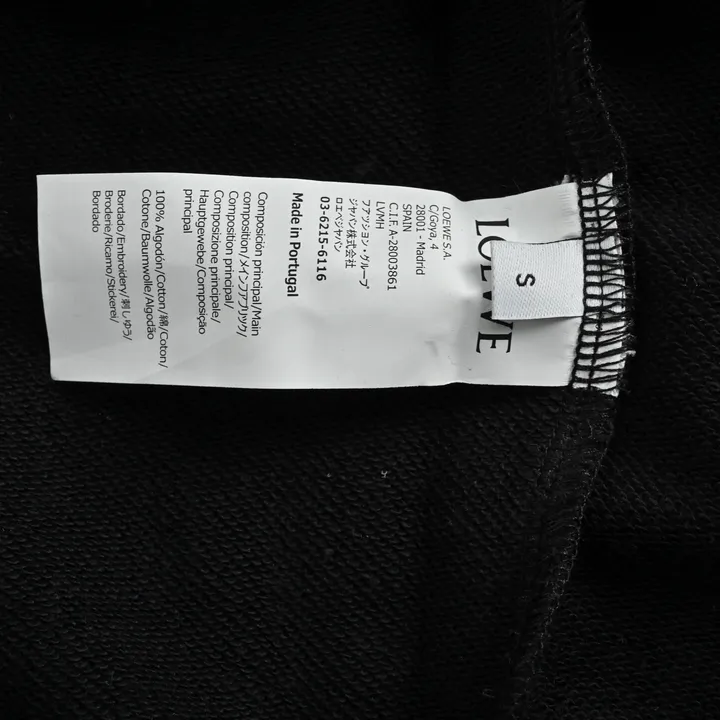 LOEWE
S
LOEWE S.A.
C/Goya, 4
28001 - Madrid
SPAIN
C.I.F. A-28003861
LVMH
ファッション・グループ
ジャパン株式会社
ロエベジャパン
03-6215-6116
Made in Portugal
Composición principal/Main
composition/メインファブリック/
Composition principal/
Composizione principale/
Hauptgewebe/Composição
principal
100% Algodón/Cotton/綿/Coton/
Cotone/Baumwolle/Algodão
Bordado/Embroidery/刺しゅう/
Broderie/Ricamo/Stickerei/
Bordado